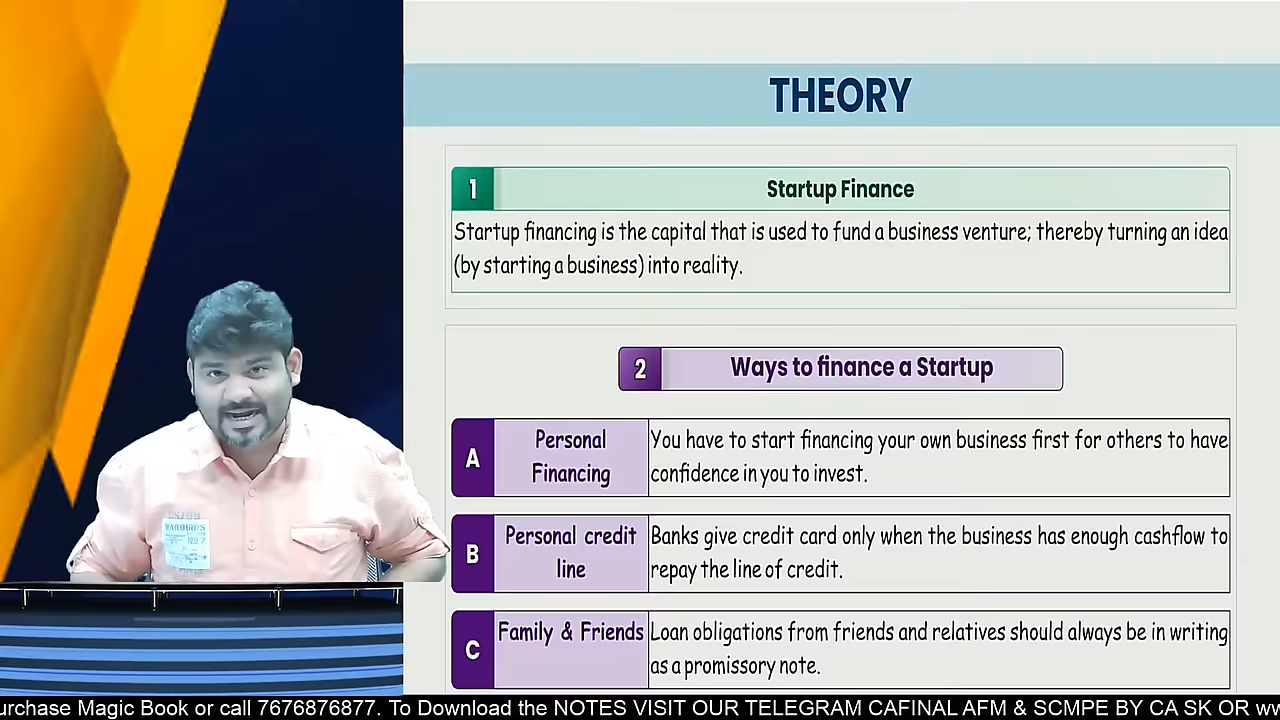 THEORY
1
Startup Finance
Startup financing is the capital that is used to fund a business venture; thereby turning an idea
(by starting a business) into reality.
2
Ways to finance a Startup
A
Personal
Financing
You have to start financing your own business first for others to have
confidence in you to invest.
B
Personal credit
line
Banks give credit card only when the business has enough cashflow to
repay the line of credit.
C
Family & Friends
Loan obligations from friends and relatives should always be in writing
as a promissory note.
urchase Magic Book or call 7676876877. To Download the NOTES VISIT OUR TELEGRAM CAFINAL AFM & SCMPE BY CA SK OR ww